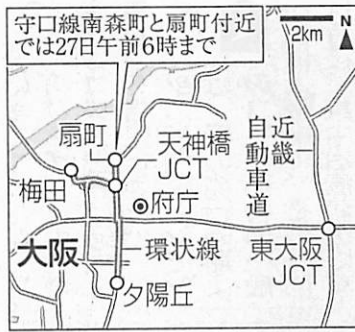 守口線南森町と扇町付近
では27日午前6時まで
2km
N
扇町
天神橋
JCT
近畿
自動車道
梅田
府庁
大阪
環状線
東大阪
JCT
夕陽丘